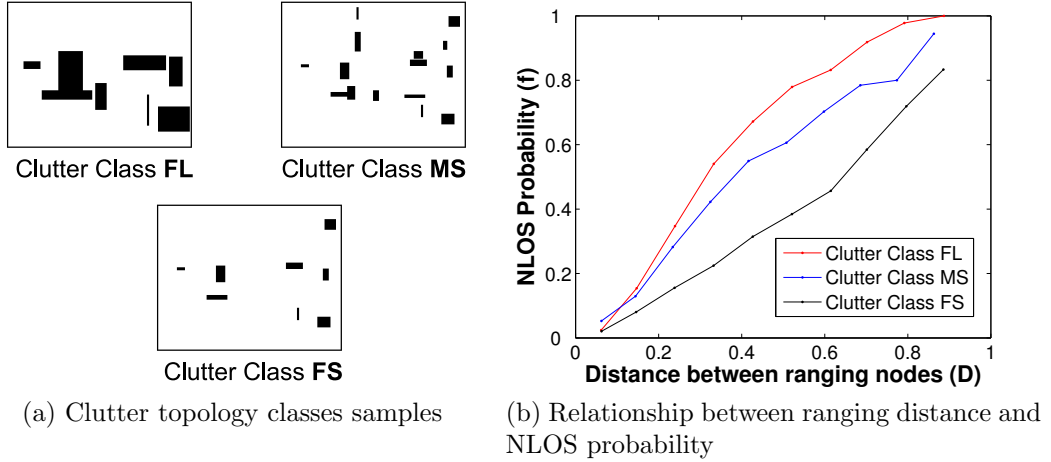 Clutter Class FL
Clutter Class MS
Clutter Class FS
(a) Clutter topology classes samples
NLOS Probability (f)
1
0.8
0.6
0.4
0.2
0
0
0.2
0.4
0.6
0.8
1
Clutter Class FL
Clutter Class MS
Clutter Class FS
Distance between ranging nodes (D)
(b) Relationship between ranging distance and
NLOS probability